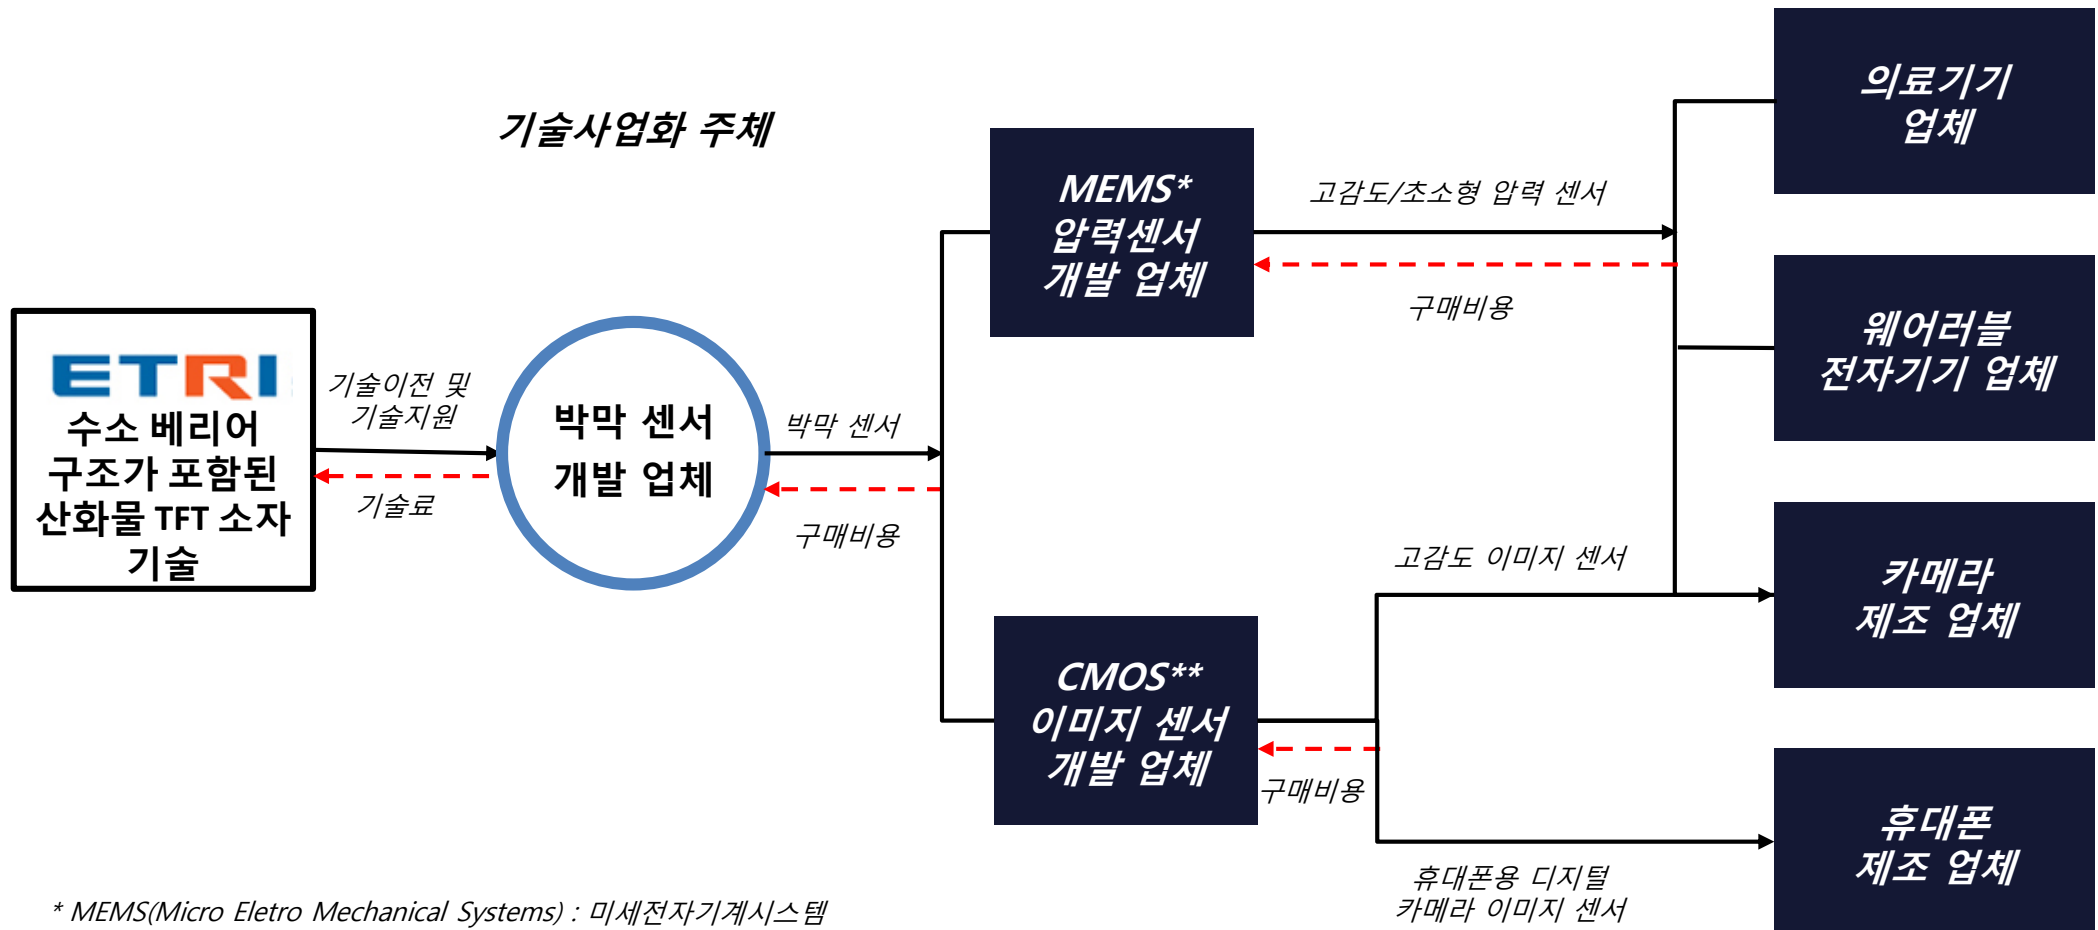 기술사업화 주체
ETRI
수소 베리어
구조가 포함된
산화물 TFT 소자
기술
기술이전 및
기술지원
기술료
박막 센서
개발 업체
박막 센서
구매비용
MEMS*
압력센서
개발 업체
고감도/초소형 압력 센서
구매비용
CMOS**
이미지 센서
개발 업체
구매비용
고감도 이미지 센서
휴대폰용 디지털
카메라 이미지 센서
의료기기
업체
웨어러블
전자기기 업체
카메라
제조 업체
휴대폰
제조 업체
* MEMS(Micro Eletro Mechanical Systems) : 미세전자기계시스템